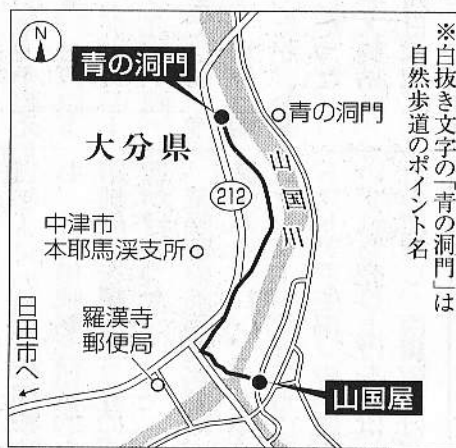 ※白抜き文字の「青の洞門」は
自然歩道のポイント名
N
青の洞門
青の洞門
大分県
山国川
212
中津市
本耶馬渓支所
羅漢寺
郵便局
日田市へ
山国屋